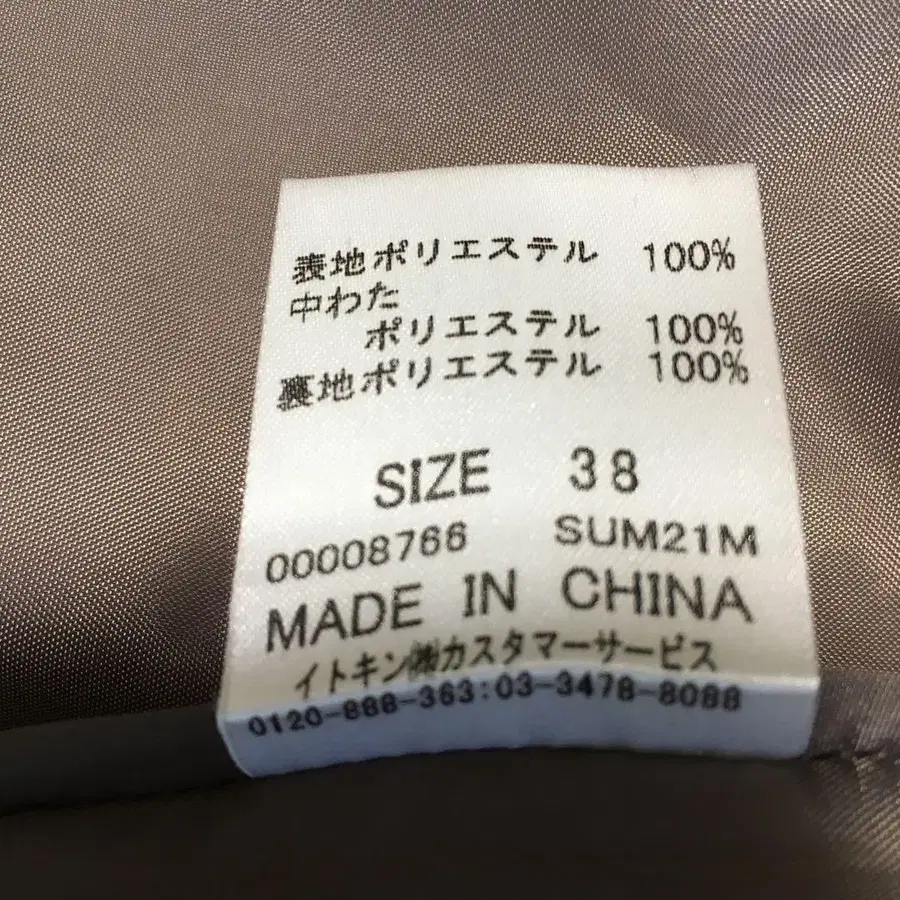 表地ポリエステル 100%
中わた
ポリエステル 100%
裏地ポリエステル 100%
SIZE 38
00008766 SUM21M
MADE IN CHINA
イトキン㈱カスタマーサービス
0120-888-363:03-3478-8088